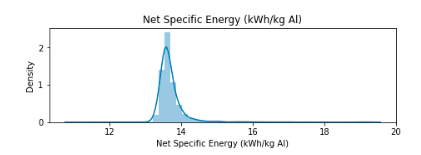 Net Specific Energy (kWh/kg Al)
2
1
0
Density
12
14
16
18
20
Net Specific Energy (kWh/kg Al)